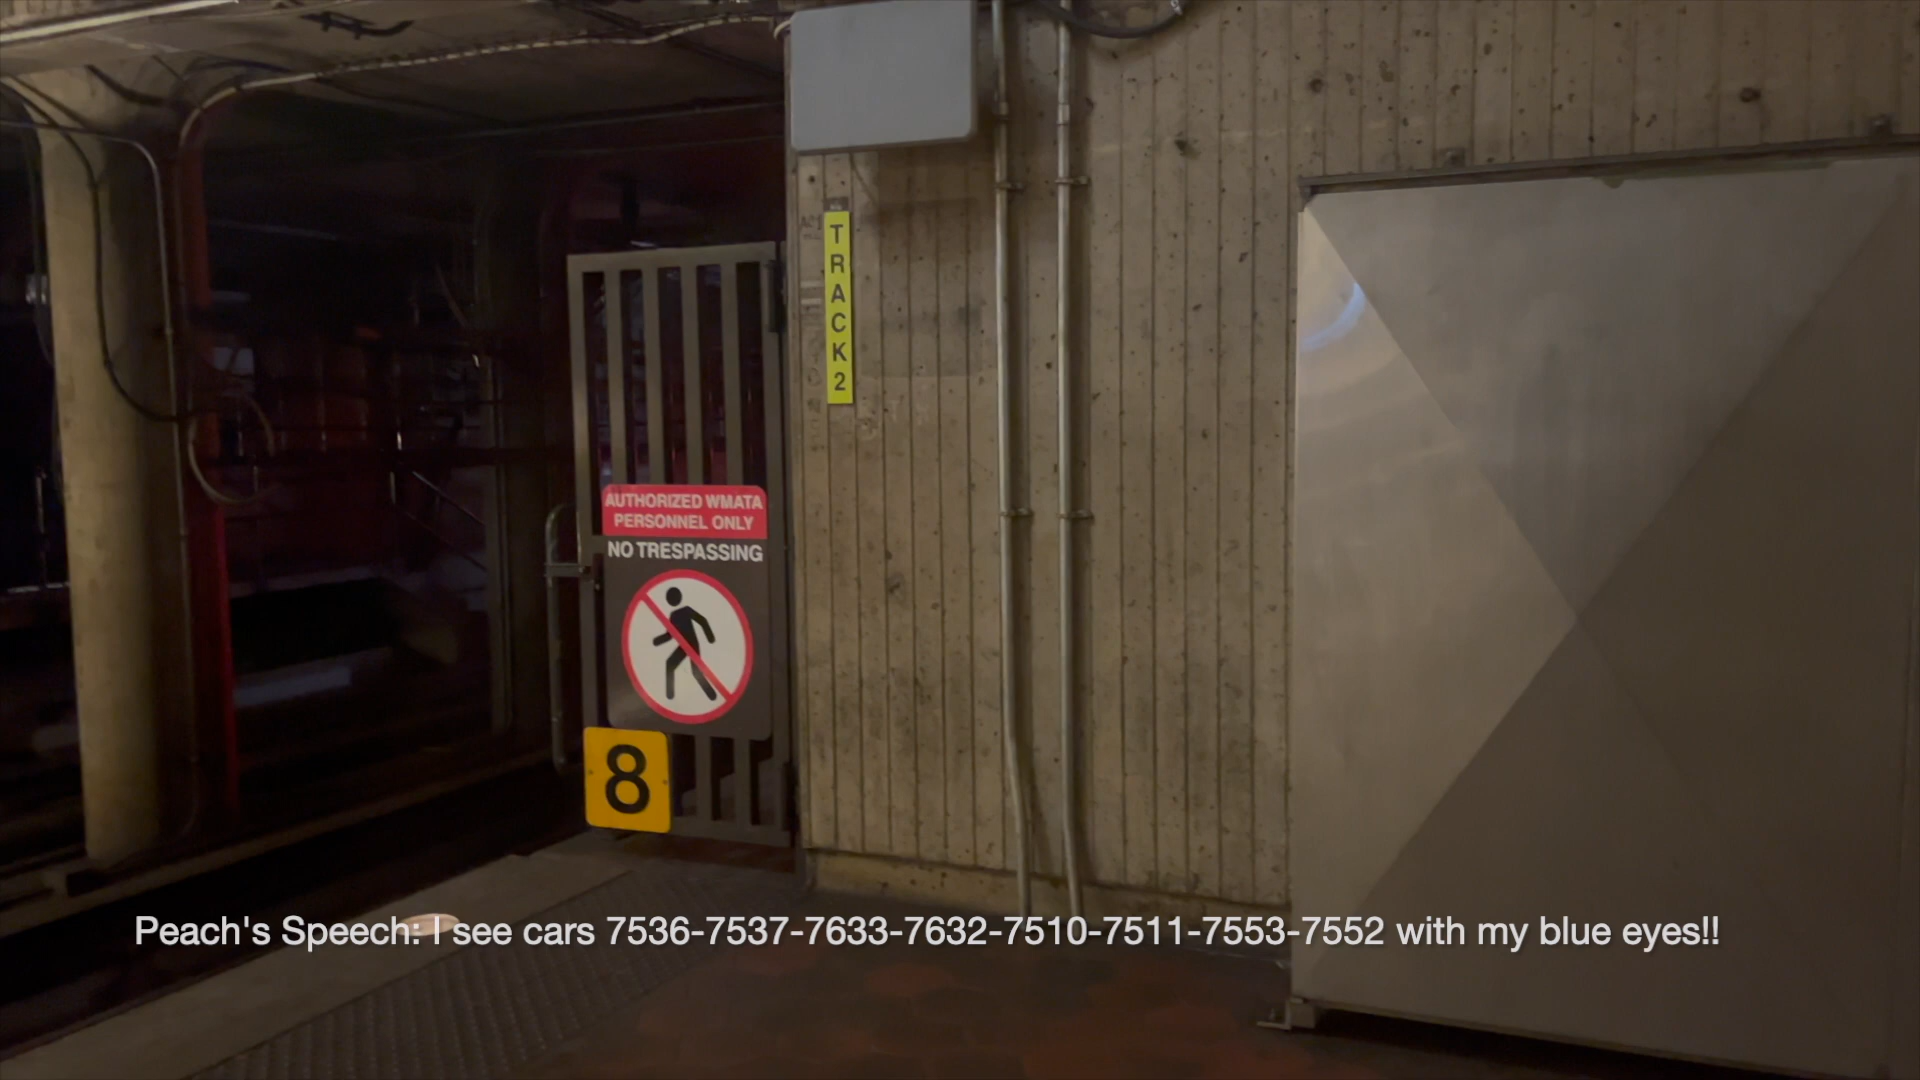 TRACK 2
AUTHORIZED WMATA
PERSONNEL ONLY
NO TRESPASSING
8
Peach's Speech: I see cars 7536-7537-7633-7632-7510-7511-7553-7552 with my blue eyes!!